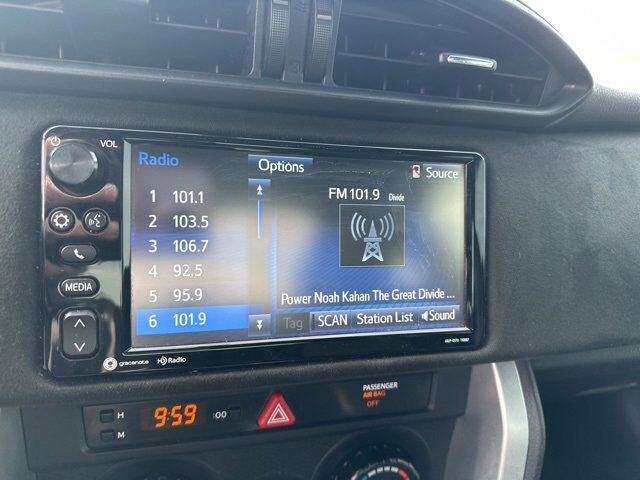 VOL
Radio
Options
Source
1 101.1
2 103.5
3 106.7
4 92.5
5 95.9
6 101.9
FM 101.9 Divide
Power Noah Kahan The Great Divide ...
Tag SCAN Station List Sound
MEDIA
gracenote HD Radio
H 9:59 :00
M
PASSENGER
AIR BAG
OFF